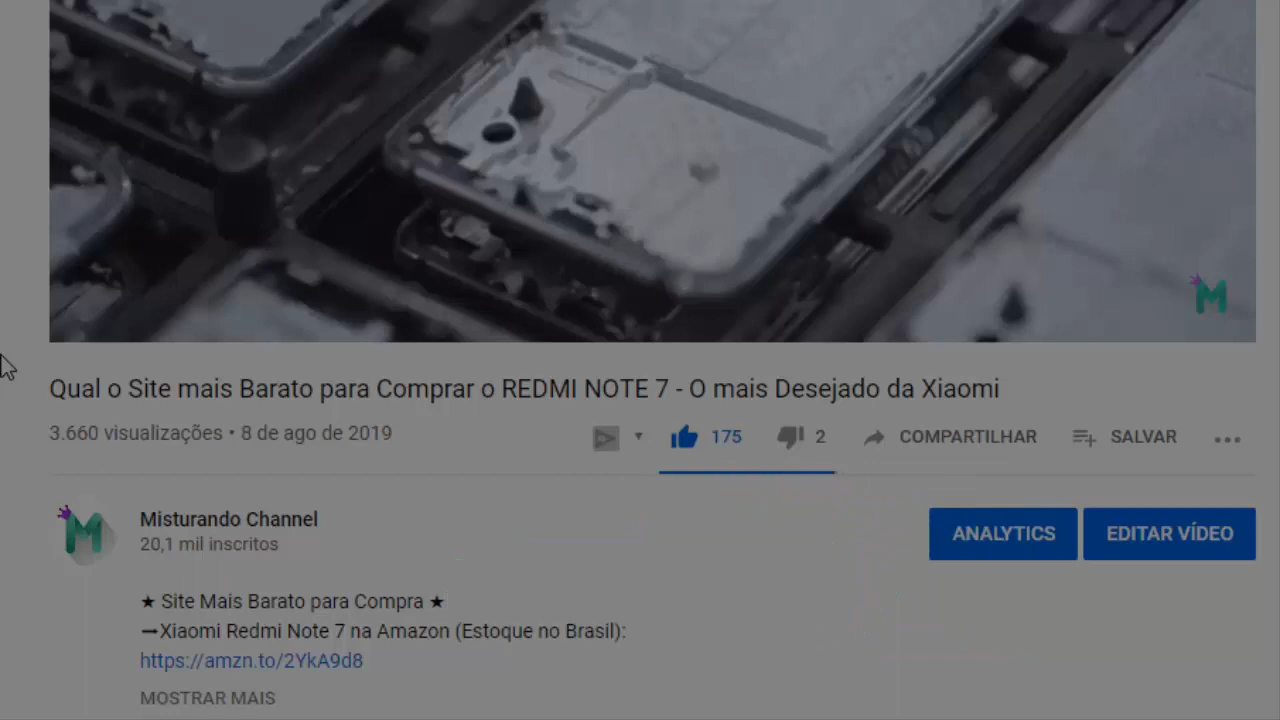 M
Qual o Site mais Barato para Comprar o REDMI NOTE 7 - O mais Desejado da Xiaomi
3.660 visualizações • 8 de ago de 2019
175 2 COMPARTILHAR SALVAR
M
Misturando Channel
20,1 mil inscritos
ANALYTICS EDITAR VÍDEO
★ Site Mais Barato para Compra ★
➞Xiaomi Redmi Note 7 na Amazon (Estoque no Brasil):
https://amzn.to/2YkA9d8
MOSTRAR MAIS